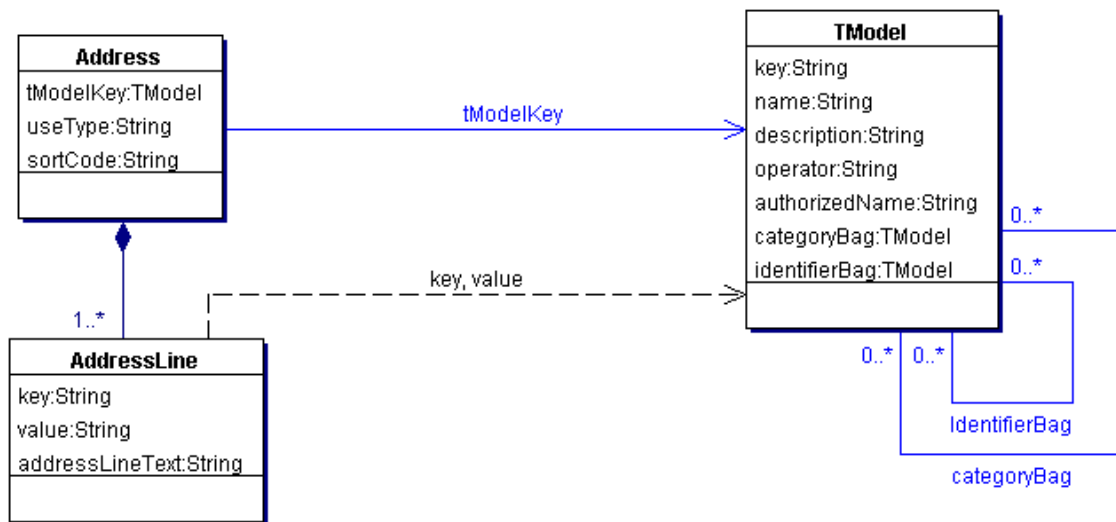 Address
tModelKey:TModel
useType:String
sortCode:String
tModelKey
TModel
key:String
name:String
description:String
operator:String
authorizedName:String
categoryBag:TModel
identifierBag:TModel
0..*
0..*
key, value
1..*
0..*
0..*
AddressLine
key:String
value:String
addressLineText:String
IdentifierBag
categoryBag